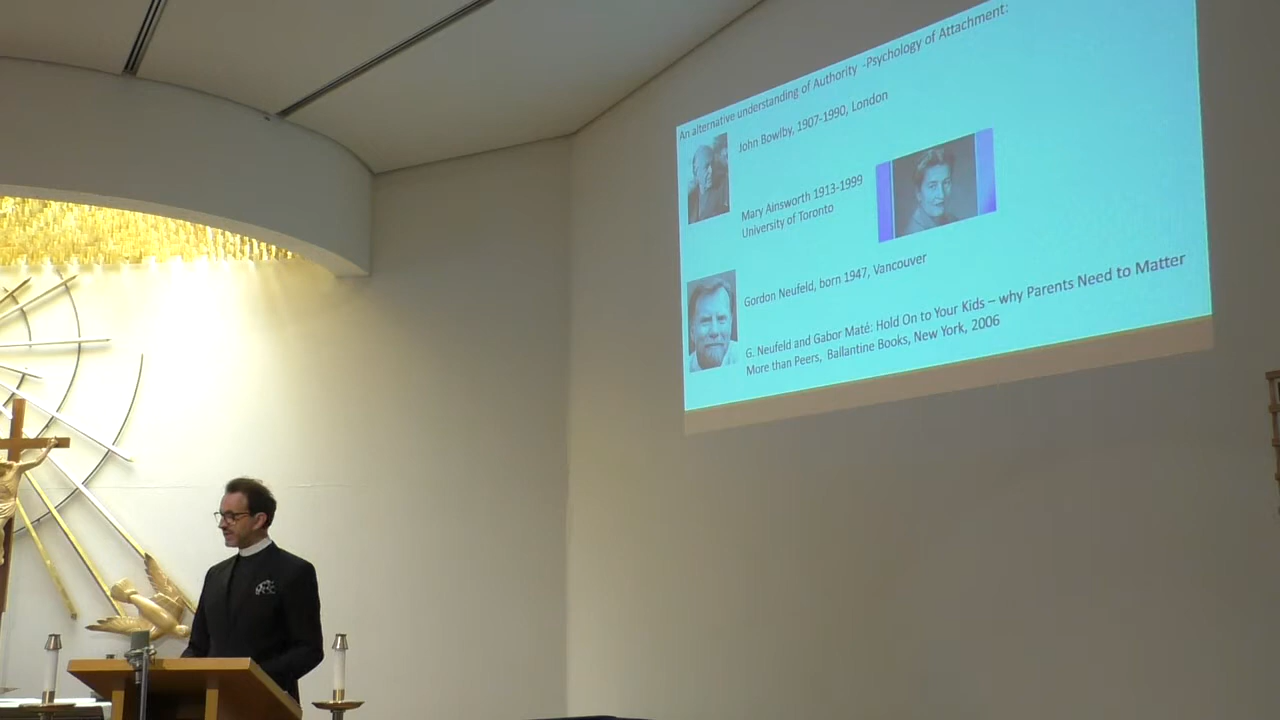 An alternative understanding of Authority -Psychology of Attachment:
John Bowlby, 1907-1990, London
Mary Ainsworth 1913-1999
University of Toronto
Gordon Neufeld, born 1947, Vancouver
G. Neufeld and Gabor Maté: Hold On to Your Kids – why Parents Need to Matter
More than Peers, Ballantine Books, New York, 2006